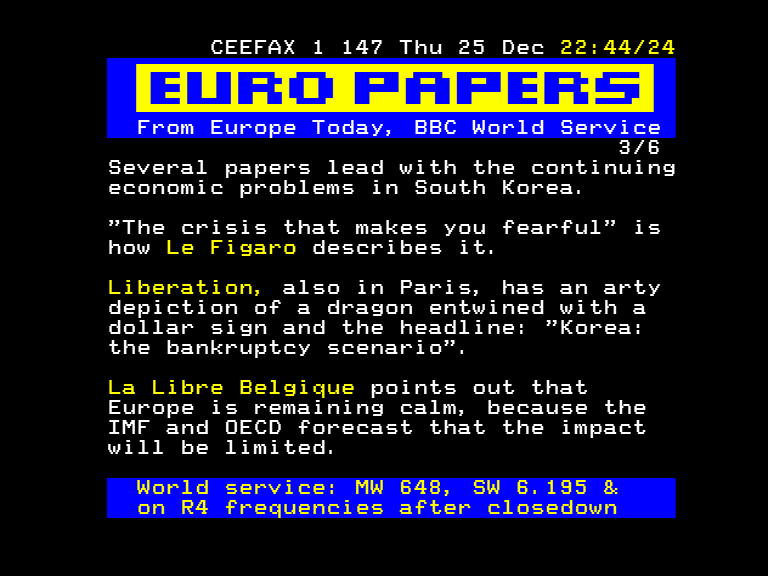 CEEFAX 1 147 Thu 25 Dec 22:44/24
EURO PAPERS
From Europe Today, BBC World Service
3/6
Several papers lead with the continuing
economic problems in South Korea.
"The crisis that makes you fearful" is
how Le Figaro describes it.
Liberation, also in Paris, has an arty
depiction of a dragon entwined with a
dollar sign and the headline: "Korea:
the bankruptcy scenario".
La Libre Belgique points out that
Europe is remaining calm, because the
IMF and OECD forecast that the impact
will be limited.
World service: MW 648, SW 6.195 &
on R4 frequencies after closedown